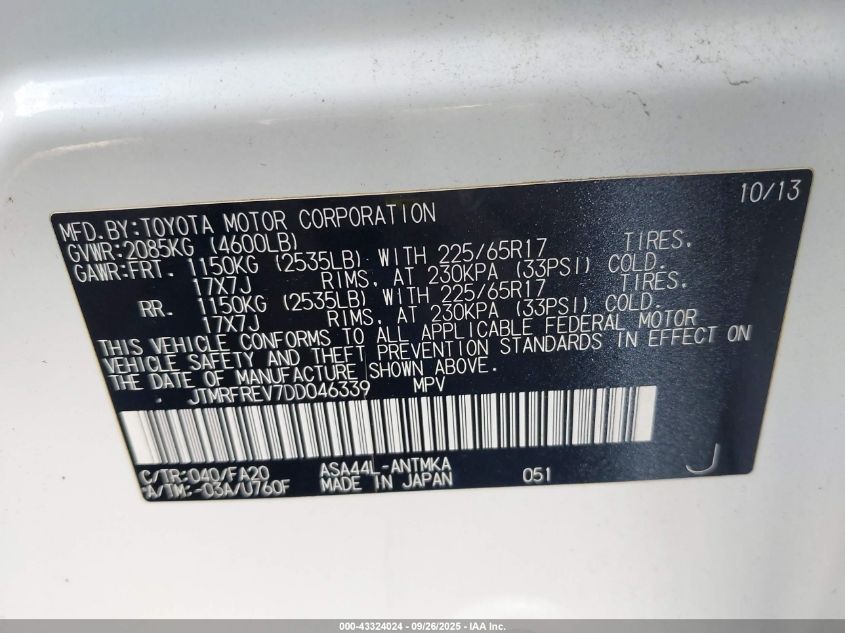 10/13
MFD.BY:TOYOTA MOTOR CORPORATION
GVWR:2085KG (4600LB)
GAWR:FRT. 1150KG (2535LB) WITH 225/65R17 TIRES.
17X7J RIMS, AT 230KPA (33PSI) COLD.
RR. 1150KG (2535LB) WITH 225/65R17 TIRES.
17X7J RIMS, AT 230KPA (33PSI) COLD.
THIS VEHICLE CONFORMS TO ALL APPLICABLE FEDERAL MOTOR
VEHICLE SAFETY AND THEFT PREVENTION STANDARDS IN EFFECT ON
THE DATE OF MANUFACTURE SHOWN ABOVE.
JTMRFREV7DD046339 MPV
C/TR:040/FA20 ASA44L-ANTMKA J
A/TM:-03A/U760F MADE IN JAPAN 051
000-43324024 - 09/26/2025 - IAA Inc.